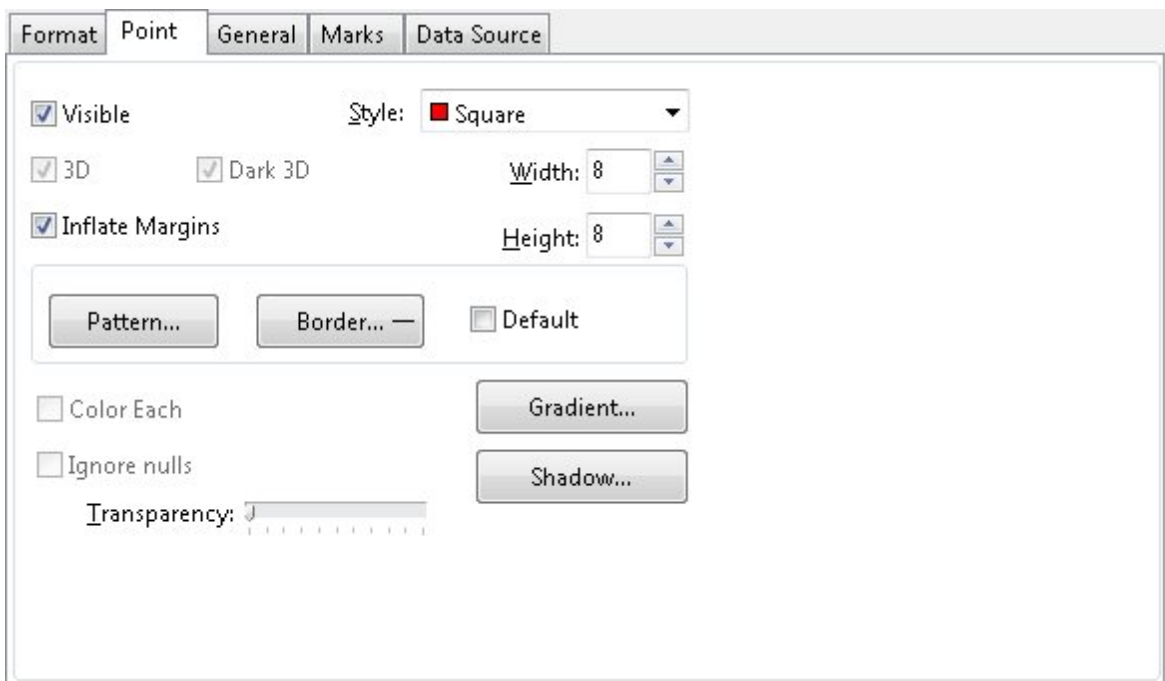 Format Point General Marks Data Source
Visible Style: Square
3D Dark 3D Width: 8
Inflate Margins Height: 8
Pattern... Border... Default
Color Each Gradient...
Ignore nulls Shadow...
Transparency: